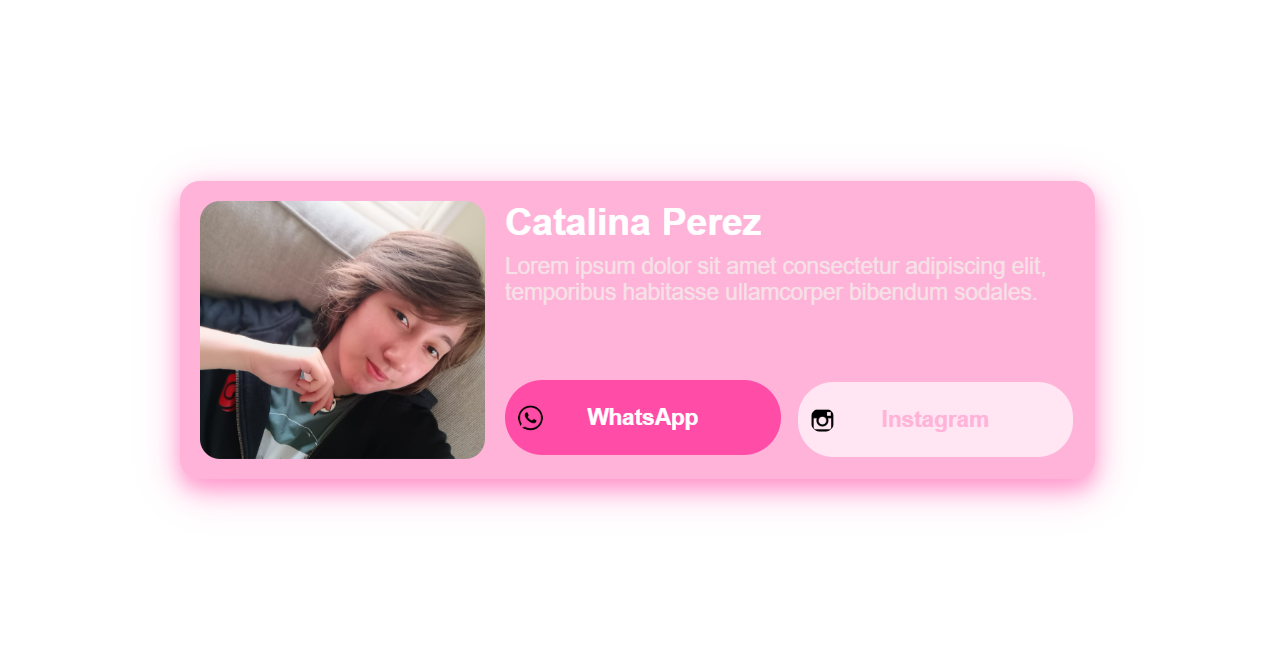 Catalina Perez
Lorem ipsum dolor sit amet consectetur adipiscing elit,
temporibus habitasse ullamcorper bibendum sodales.
WhatsApp
Instagram